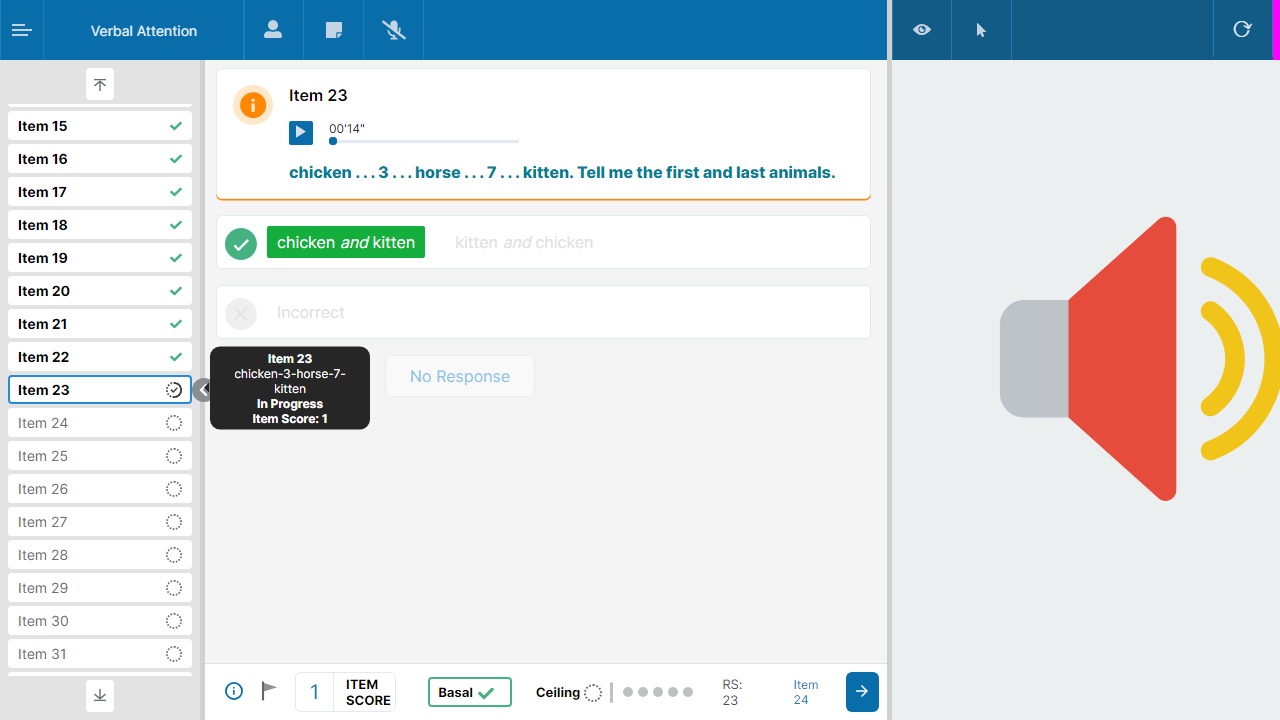 Verbal Attention
Item 15
Item 16
Item 17
Item 18
Item 19
Item 20
Item 21
Item 22
Item 23
Item 24
Item 25
Item 26
Item 27
Item 28
Item 29
Item 30
Item 31
Item 23
00'14"
chicken . . . 3 . . . horse . . . 7 . . . kitten. Tell me the first and last animals.
chicken and kitten
kitten and chicken
Incorrect
Item 23
chicken-3-horse-7-
kitten
In Progress
Item Score: 1
No Response
1
ITEM
SCORE
Basal
Ceiling
RS:
23
Item
24